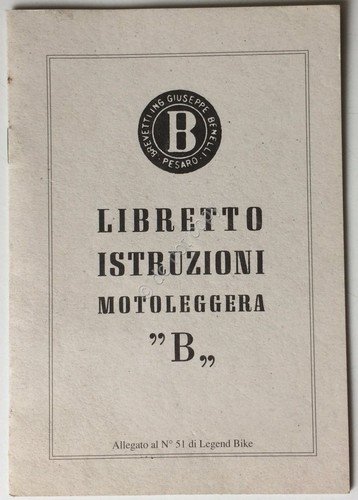 BREVETTI ING GIUSEPPE BENELLI
B
· PESARO ·
LIBRETTO
ISTRUZIONI
MOTOLEGGERA
„B„
Allegato al N° 51 di Legend Bike